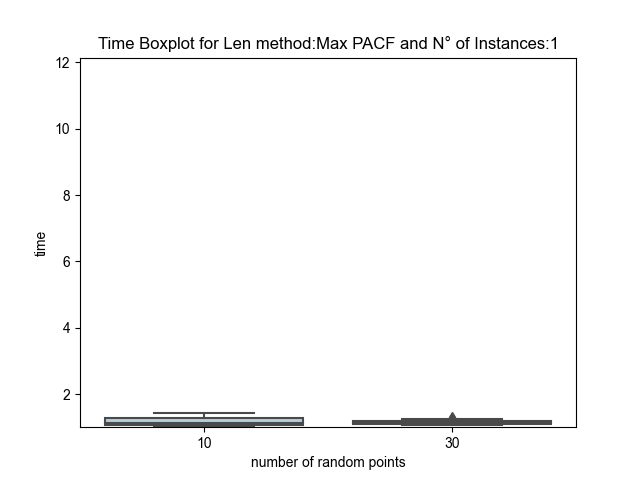 Time Boxplot for Len method:Max PACF and N° of Instances:1
12
10
8
6
4
2
time
10 30
number of random points